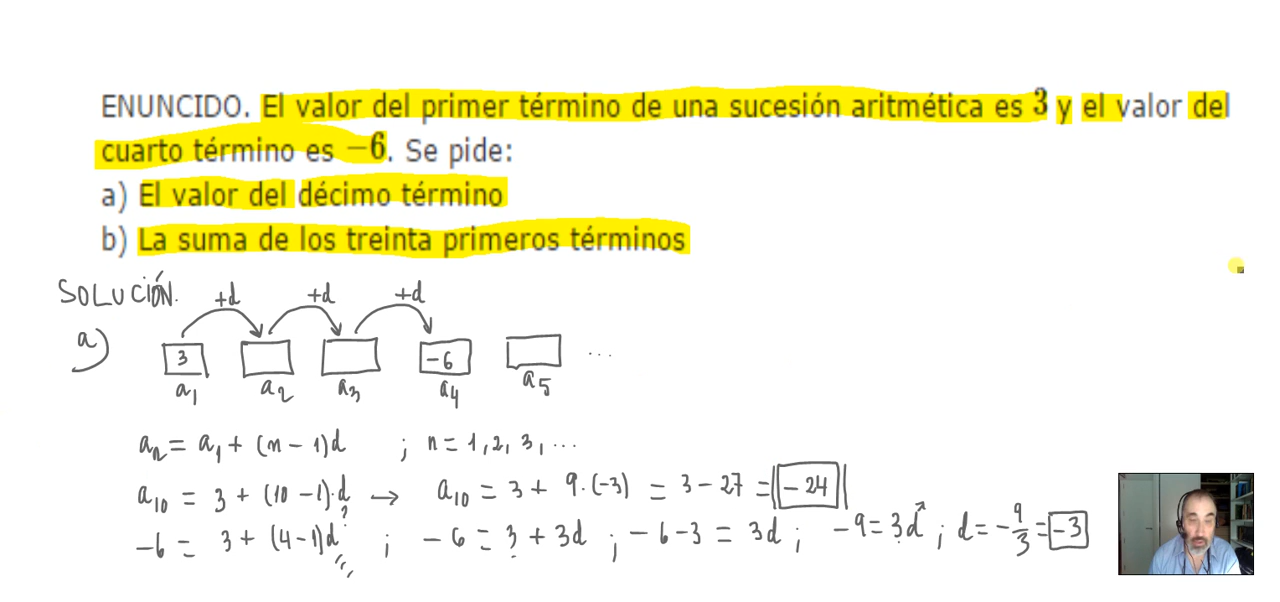 ENUNCIDO. El valor del primer término de una sucesión aritmética es 3 y el valor del
cuarto término es −6. Se pide:
a) El valor del décimo término
b) La suma de los treinta primeros términos
SOLUCIÓN.
+d +d +d
a) 3 -6 ...
a₁ a₂ a₃ a₄ a₅
aₙ = a₁ + (n - 1)d ; n = 1, 2, 3, ...
a₁₀ = 3 + (10 - 1)·d → a₁₀ = 3 + 9·(-3) = 3 - 27 = -24
?
-6 = 3 + (4-1)d ; -6 = 3 + 3d ; -6-3 = 3d ; -9 = 3d ; d = -9/3 = -3